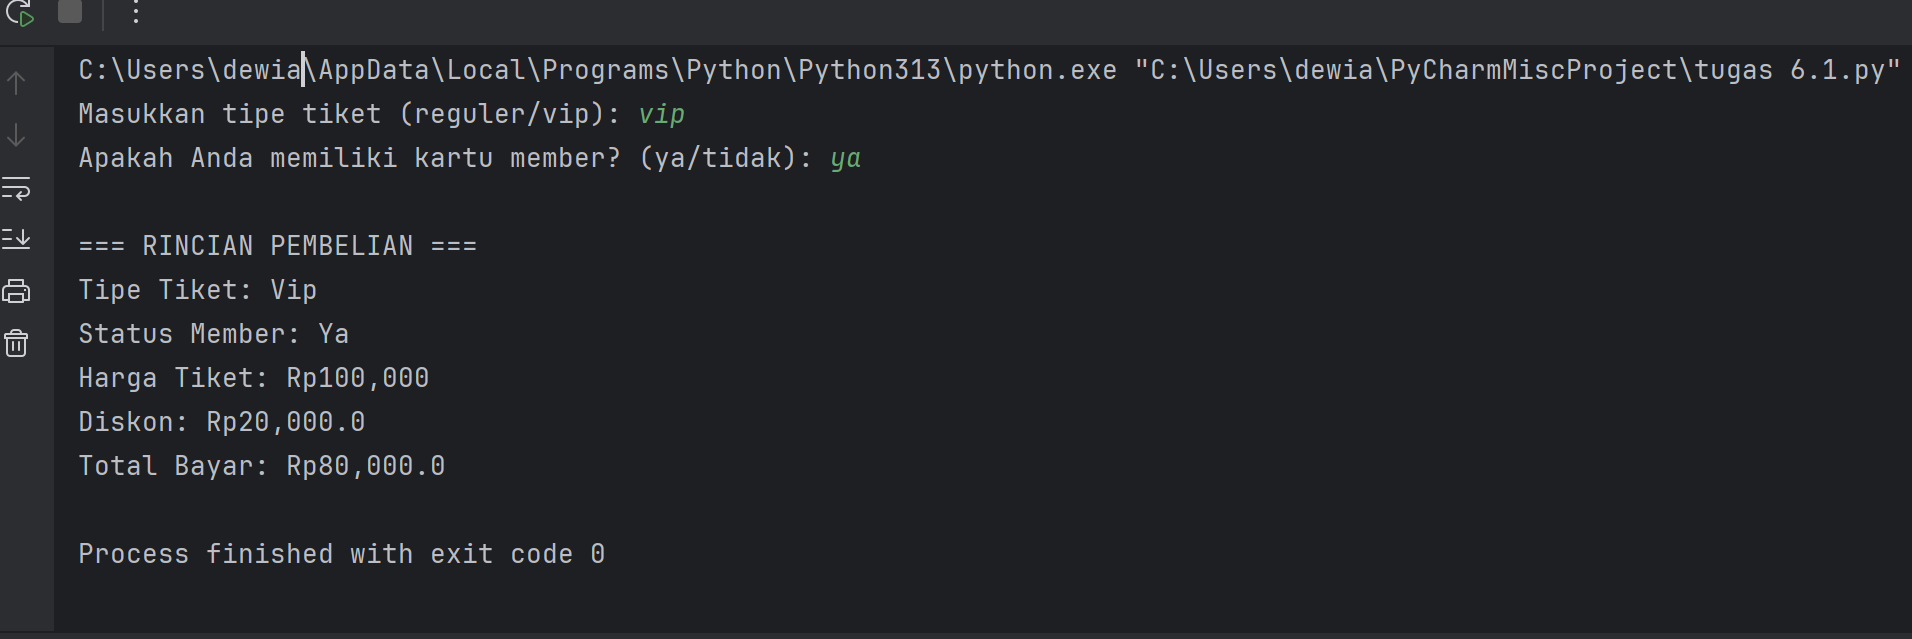 C:\Users\dewia\AppData\Local\Programs\Python\Python313\python.exe "C:\Users\dewia\PyCharmMiscProject\tugas 6.1.py"
Masukkan tipe tiket (reguler/vip): vip
Apakah Anda memiliki kartu member? (ya/tidak): ya
=== RINCIAN PEMBELIAN ===
Tipe Tiket: Vip
Status Member: Ya
Harga Tiket: Rp100,000
Diskon: Rp20,000.0
Total Bayar: Rp80,000.0
Process finished with exit code 0